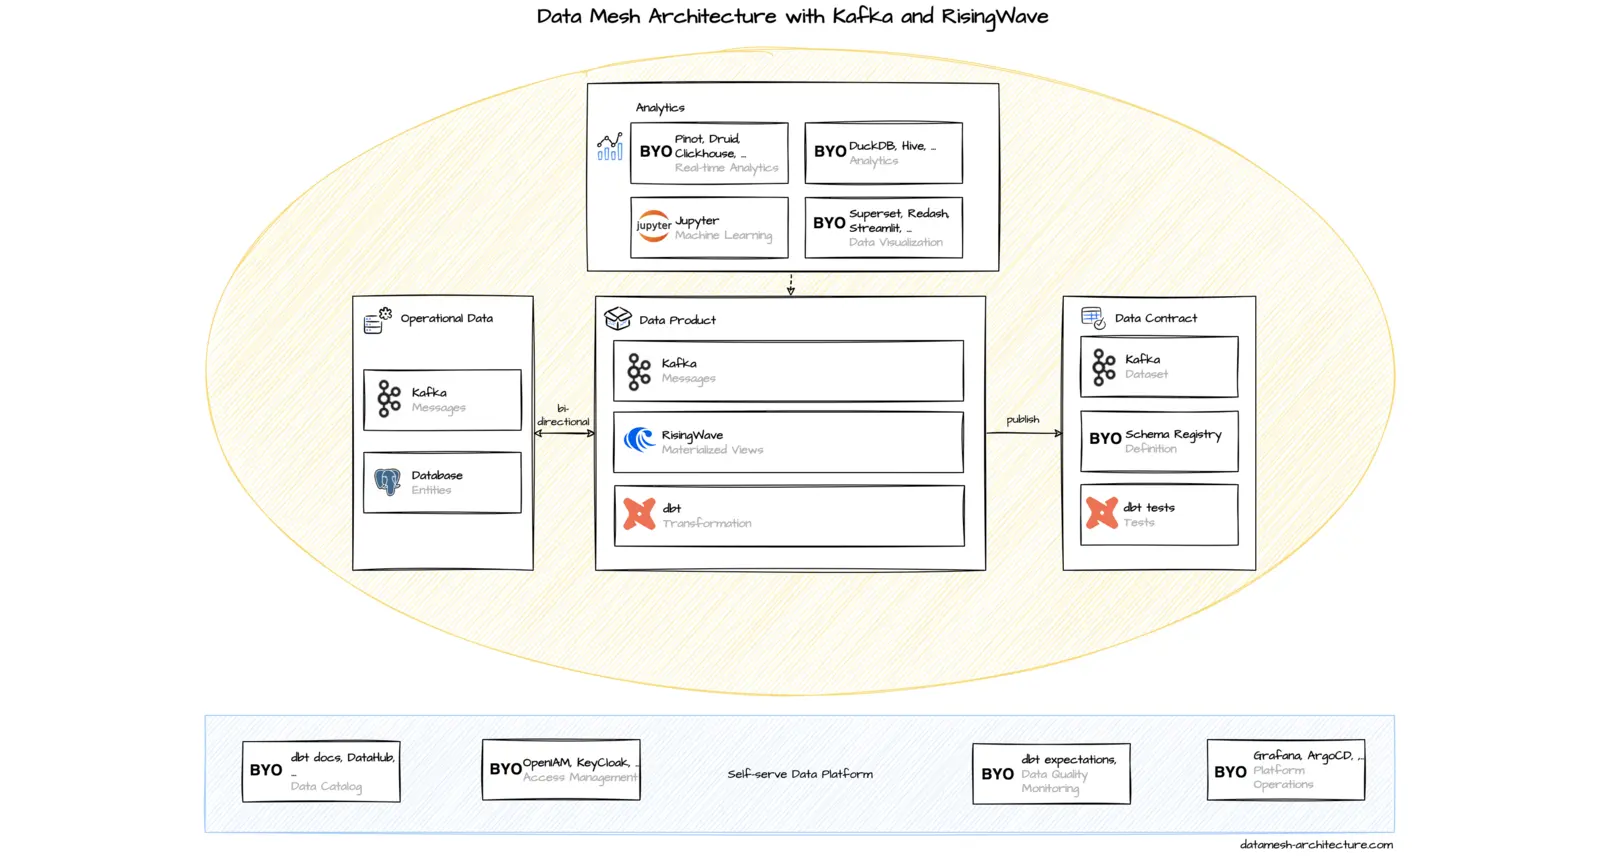 Data Mesh Architecture with Kafka and RisingWave
Analytics
BYO
Pinot, Druid,
Clickhouse, ...
Real-time Analytics
BYO
DuckDB, Hive, ...
Analytics
jupyter
Jupyter
Machine Learning
BYO
Superset, Redash,
Streamlit, ...
Data Visualization
Operational Data
Kafka
Messages
Database
Entities
bi-
directional
Data Product
Kafka
Messages
RisingWave
Materialized Views
dbt
Transformation
publish
Data Contract
Kafka
Dataset
BYO
Schema Registry
Definition
dbt tests
Tests
BYO
dbt docs, DataHub,
...
Data Catalog
BYO
OpenIAM, KeyCloak, ...
Access Management
Self-serve Data Platform
BYO
dbt expectations,
Data Quality
Monitoring
BYO
Grafana, ArgoCD, ,...
Platform
Operations
datamesh-architecture.com